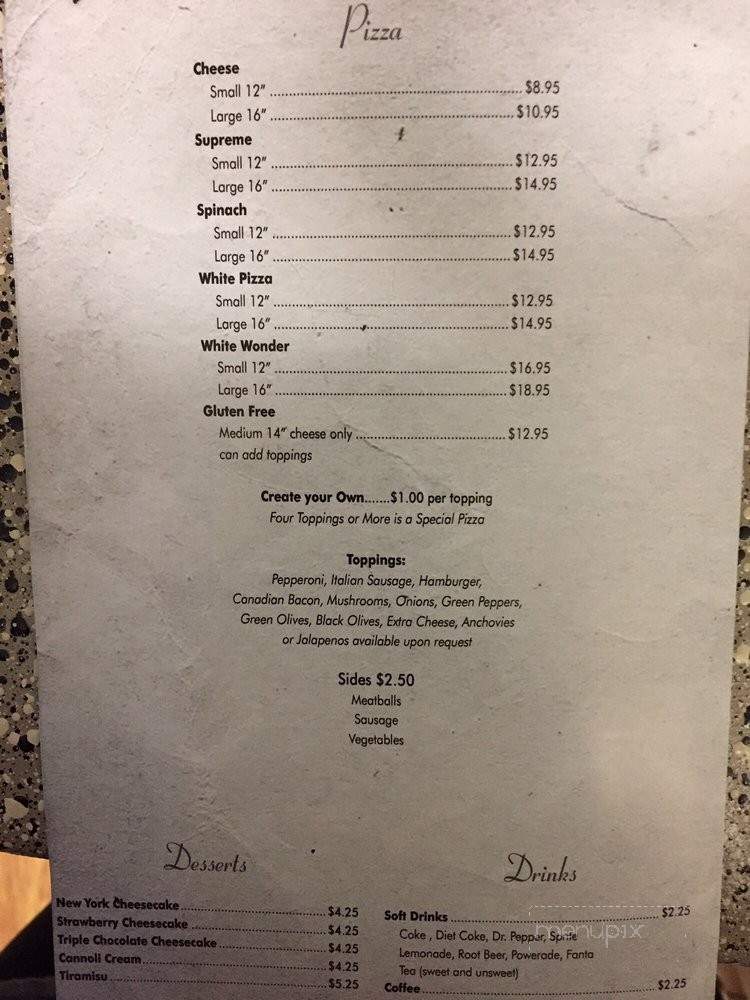 Pizza
Cheese
Small 12" ........ $8.95
Large 16" ........ $10.95
Supreme
Small 12" ........ $12.95
Large 16" ........ $14.95
Spinach
Small 12" ........ $12.95
Large 16" ........ $14.95
White Pizza
Small 12" ........ $12.95
Large 16" ........ $14.95
White Wonder
Small 12" ........ $16.95
Large 16" ........ $18.95
Gluten Free
Medium 14" cheese only ........ $12.95
can add toppings
Create your Own.......$1.00 per topping
Four Toppings or More is a Special Pizza
Toppings:
Pepperoni, Italian Sausage, Hamburger,
Canadian Bacon, Mushrooms, Onions, Green Peppers,
Green Olives, Black Olives, Extra Cheese, Anchovies
or Jalapenos available upon request
Sides $2.50
Meatballs
Sausage
Vegetables
Desserts
New York Cheesecake ........ $4.25
Strawberry Cheesecake ........ $4.25
Triple Chocolate Cheesecake ........ $4.25
Cannoli Cream ........ $4.25
Tiramisu ........ $5.25
Drinks
Soft Drinks ........ $2.25
Coke , Diet Coke, Dr. Pepper, Sprite
Lemonade, Root Beer, Powerade, Fanta
Tea (sweet and unsweet)
Coffee ........ $2.25
menupix